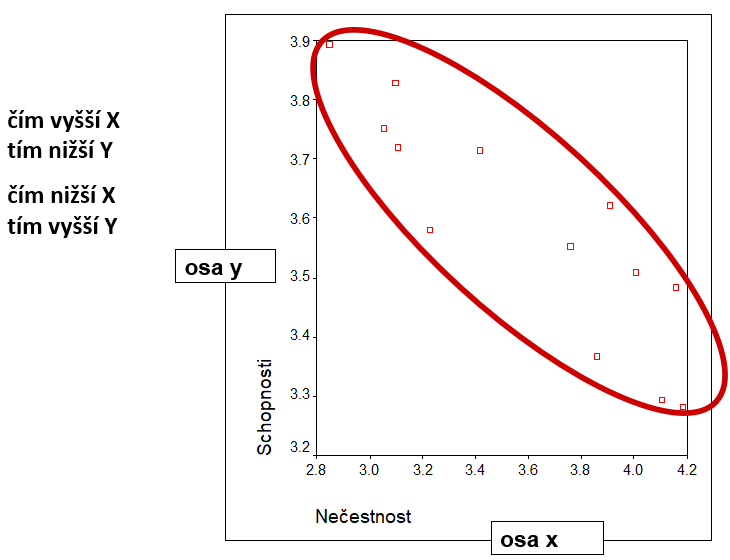 čím vyšší X
tím nižší Y
čím nižší X
tím vyšší Y
osa y
Schopnosti
3.9
3.8
3.7
3.6
3.5
3.4
3.3
3.2
2.8 3.0 3.2 3.4 3.6 3.8 4.0 4.2
Nečestnost
osa x